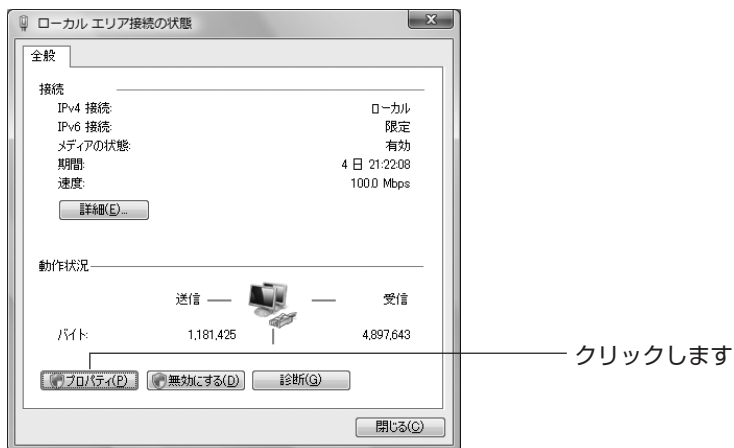 ローカル エリア接続の状態
全般
接続
IPv4 接続: ローカル
IPv6 接続: 限定
メディアの状態: 有効
期間: 4 日 21:22:08
速度: 100.0 Mbps
詳細(E)...
動作状況
送信 受信
バイト: 1,181,425 4,897,643
クリックします
プロパティ(P) 無効にする(D) 診断(G)
閉じる(C)